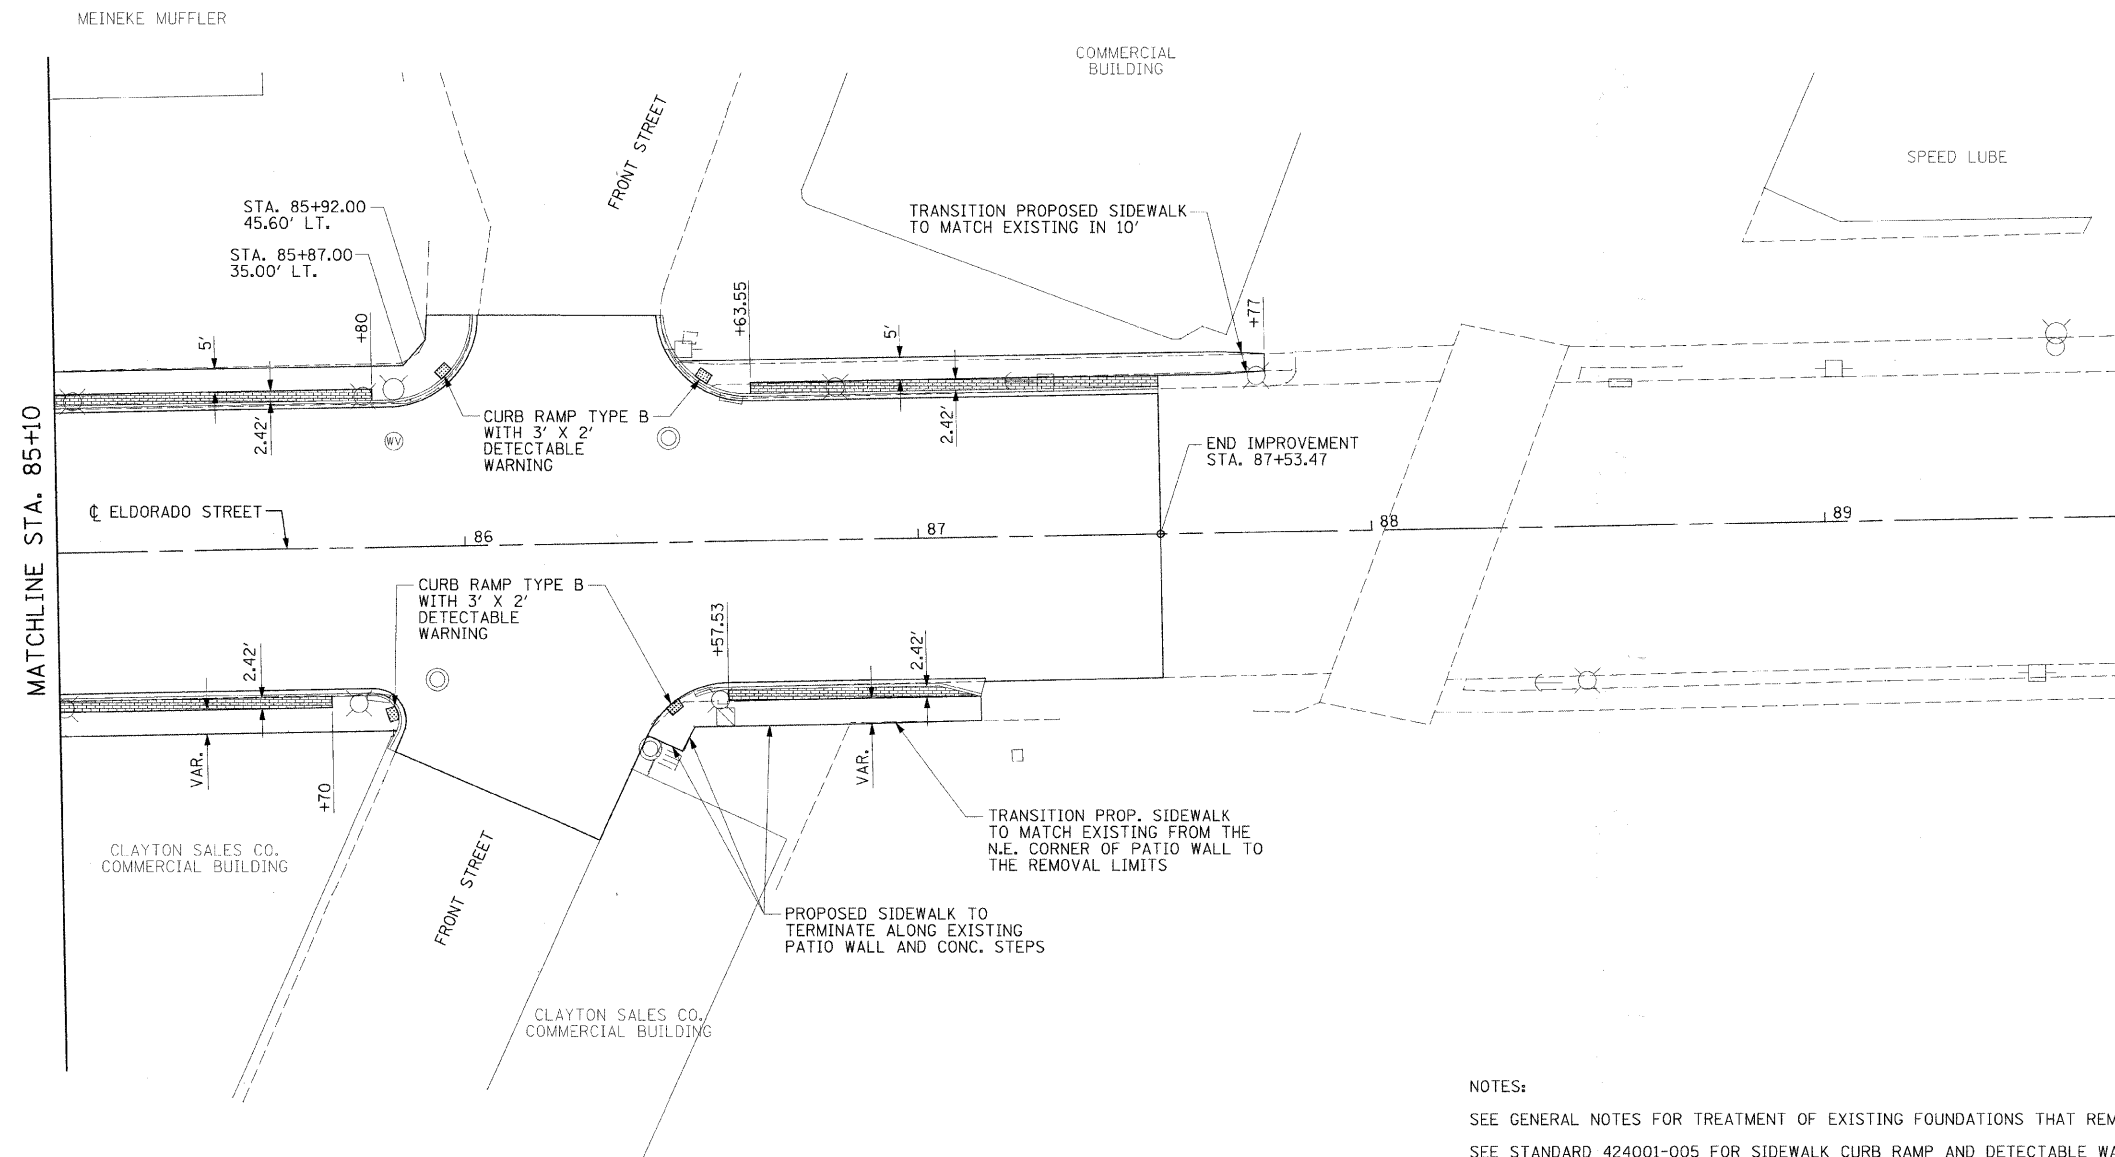 MEINEKE MUFFLER
COMMERCIAL
BUILDING
SPEED LUBE
FRONT STREET
STA. 85+92.00
45.60' LT.
STA. 85+87.00
35.00' LT.
TRANSITION PROPOSED SIDEWALK
TO MATCH EXISTING IN 10'
5'
+80
+63.55
5'
+77
2.42'
2.42'
CURB RAMP TYPE B
WITH 3' X 2'
DETECTABLE
WARNING
WV
END IMPROVEMENT
STA. 87+53.47
MATCHLINE STA. 85+10
℄ ELDORADO STREET
86
87
88
89
CURB RAMP TYPE B
WITH 3' X 2'
DETECTABLE
WARNING
2.42'
+57.53
2.42'
VAR.
+70
VAR.
TRANSITION PROP. SIDEWALK
TO MATCH EXISTING FROM THE
N.E. CORNER OF PATIO WALL TO
THE REMOVAL LIMITS
CLAYTON SALES CO.
COMMERCIAL BUILDING
FRONT STREET
PROPOSED SIDEWALK TO
TERMINATE ALONG EXISTING
PATIO WALL AND CONC. STEPS
CLAYTON SALES CO.
COMMERCIAL BUILDING
NOTES:
SEE GENERAL NOTES FOR TREATMENT OF EXISTING FOUNDATIONS THAT REM
SEE STANDARD 424001-005 FOR SIDEWALK CURB RAMP AND DETECTABLE WA